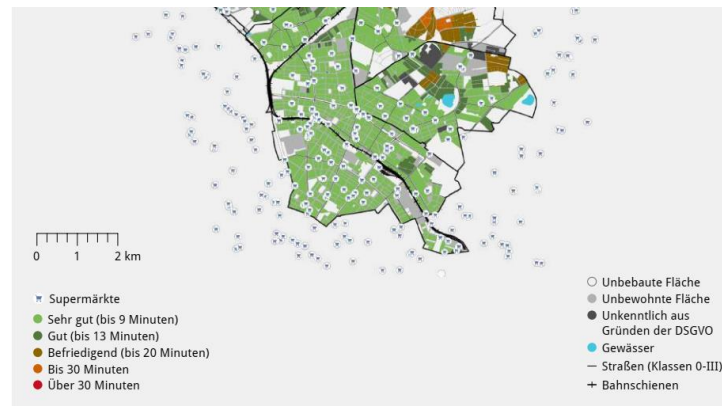 0 1 2 km
Supermärkte
Sehr gut (bis 9 Minuten)
Gut (bis 13 Minuten)
Befriedigend (bis 20 Minuten)
Bis 30 Minuten
Über 30 Minuten
Unbebaute Fläche
Unbewohnte Fläche
Unkenntlich aus
Gründen der DSGVO
Gewässer
Straßen (Klassen 0-III)
Bahnschienen